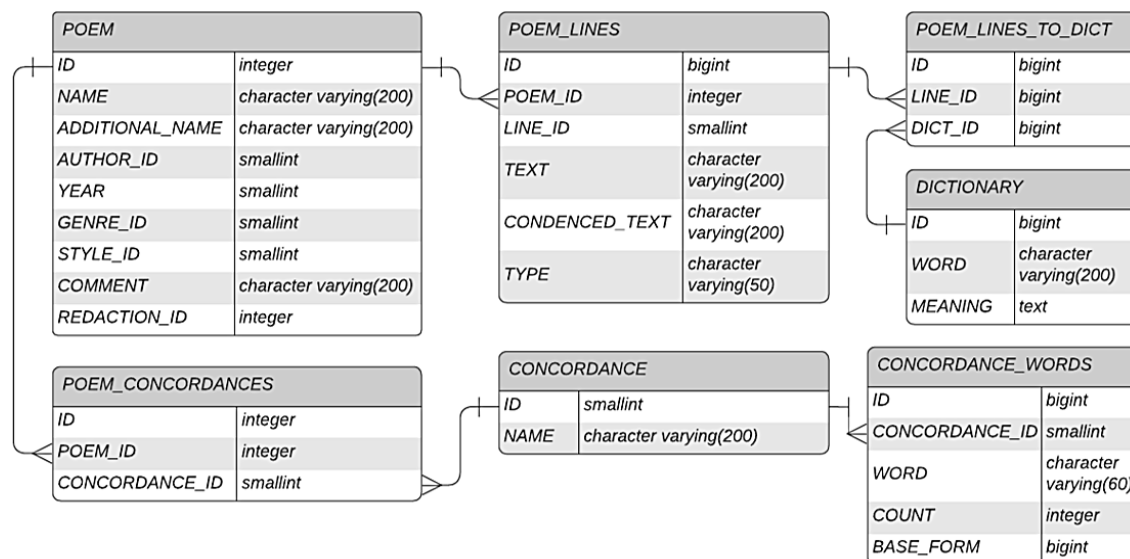 POEM
ID integer
NAME character varying(200)
ADDITIONAL_NAME character varying(200)
AUTHOR_ID smallint
YEAR smallint
GENRE_ID smallint
STYLE_ID smallint
COMMENT character varying(200)
REDACTION_ID integer
POEM_LINES
ID bigint
POEM_ID integer
LINE_ID smallint
TEXT character
varying(200)
CONDENCED_TEXT character
varying(200)
TYPE character
varying(50)
POEM_LINES_TO_DICT
ID bigint
LINE_ID bigint
DICT_ID bigint
DICTIONARY
ID bigint
WORD character
varying(200)
MEANING text
POEM_CONCORDANCES
ID integer
POEM_ID integer
CONCORDANCE_ID smallint
CONCORDANCE
ID smallint
NAME character varying(200)
CONCORDANCE_WORDS
ID bigint
CONCORDANCE_ID smallint
WORD character
varying(60)
COUNT integer
BASE_FORM bigint